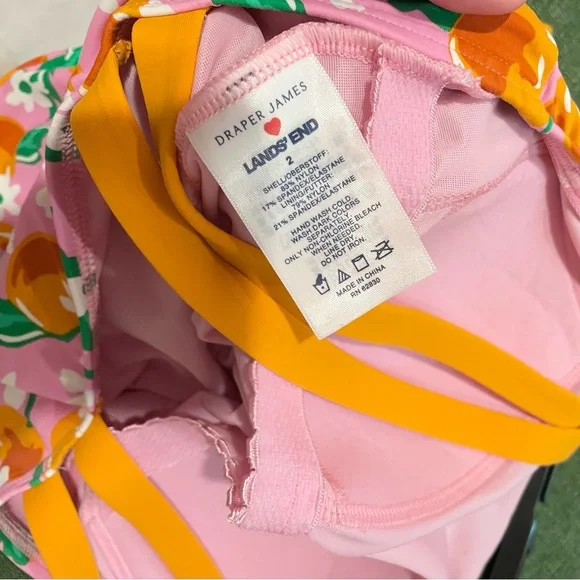 DRAPER JAMES
LANDS' END
2
SHELL/OBERSTOFF:
83% NYLON
17% SPANDEX/ELASTANE
LINING/FUTTER:
79% NYLON
21% SPANDEX/ELASTANE
HAND WASH COLD
WASH DARK COLORS
SEPARATELY
ONLY NON-CHLORINE BLEACH
WHEN NEEDED.
LINE DRY.
DO NOT IRON.
MADE IN CHINA
RN 62830